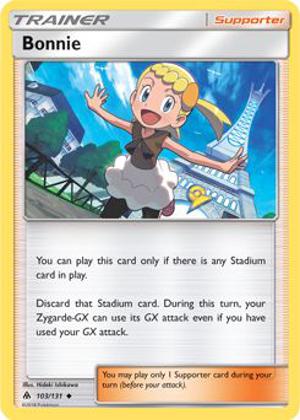 TRAINER
Supporter
Bonnie
You can play this card only if there is any Stadium
card in play.
Discard that Stadium card. During this turn, your
Zygarde-GX can use its GX attack even if you have
used your GX attack.
Illus. Hideki Ishikawa
103/131
©2018 Pokémon
You may play only 1 Supporter card during your
turn (before your attack).